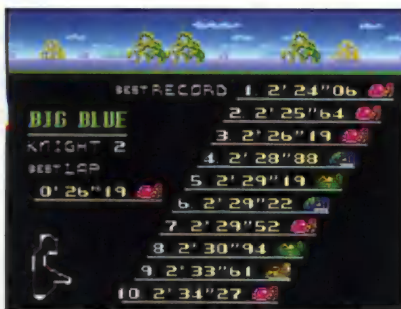 BEST RECORD 1 2'24"06
2 2'25"64
BIG BLUE
3 2'26"19
KNIGHT 2
4 2'28"88
BEST LAP
5 2'29"19
0'26"19
6 2'29"22
7 2'29"52
8 2'30"94
9 2'33"61
10 2'34"27